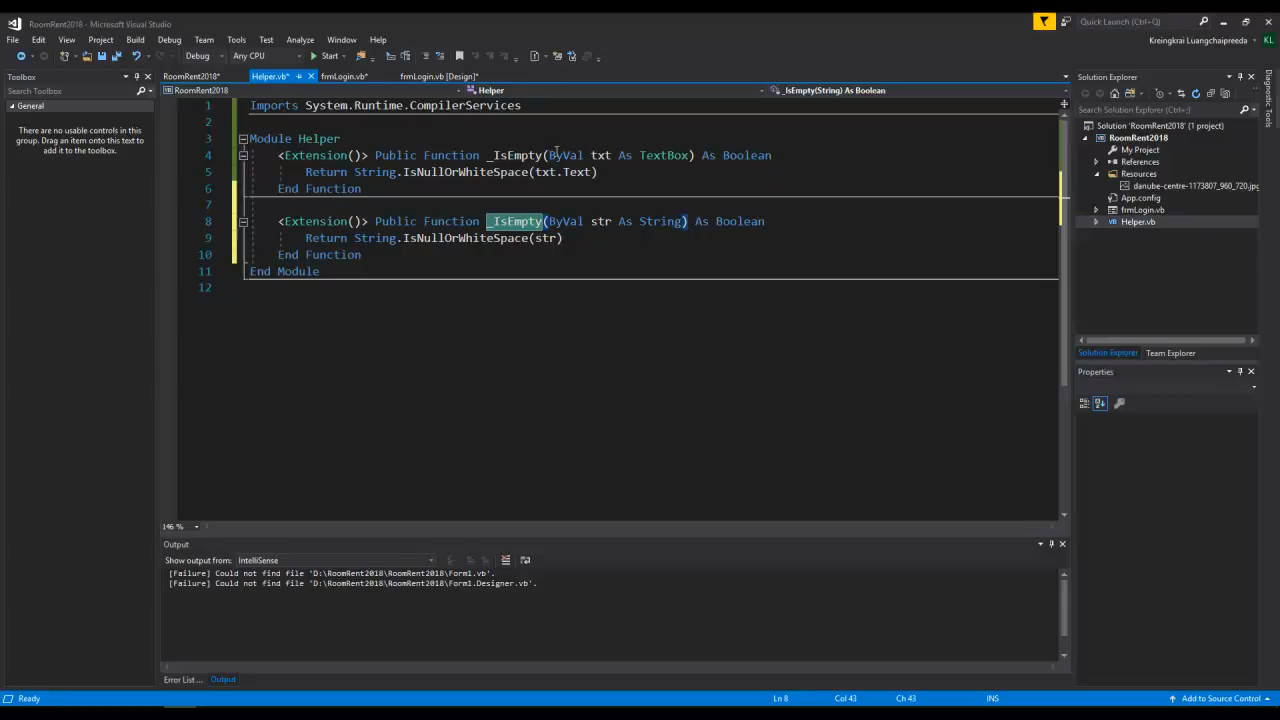 RoomRent2018 - Microsoft Visual Studio
Quick Launch (Ctrl+Q)
File Edit View Project Build Debug Team Tools Test Analyze Window Help
Kreingkrai Luangchaipreeda KL
Debug Any CPU Start
Toolbox
Search Toolbox
General
There are no usable controls in this
group. Drag an item onto this text to
add it to the toolbox.
RoomRent2018* Helper.vb* frmLogin.vb* frmLogin.vb [Design]*
RoomRent2018 Helper _IsEmpty(String) As Boolean
1 Imports System.Runtime.CompilerServices
2
3 Module Helper
4 <Extension()> Public Function _IsEmpty(ByVal txt As TextBox) As Boolean
5 Return String.IsNullOrWhiteSpace(txt.Text)
6 End Function
7
8 <Extension()> Public Function _IsEmpty(ByVal str As String) As Boolean
9 Return String.IsNullOrWhiteSpace(str)
10 End Function
11 End Module
12
146 %
Output
Show output from: IntelliSense
[Failure] Could not find file 'D:\RoomRent2018\RoomRent2018\Form1.vb'.
[Failure] Could not find file 'D:\RoomRent2018\RoomRent2018\Form1.Designer.vb'.
Error List ... Output
Solution Explorer
Search Solution Explorer (Ctrl+;)
Solution 'RoomRent2018' (1 project)
RoomRent2018
My Project
References
Resources
danube-centre-1173807_960_720.jpg
App.config
frmLogin.vb
Helper.vb
Solution Explorer Team Explorer
Properties
Diagnostic Tools
Ready Ln 8 Col 43 Ch 43 INS Add to Source Control